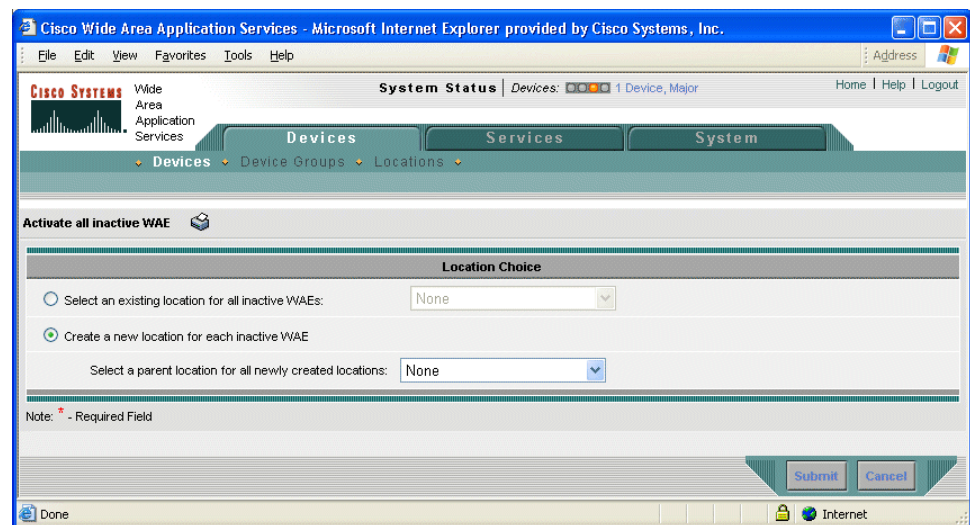 Cisco Wide Area Application Services - Microsoft Internet Explorer provided by Cisco Systems, Inc.
File Edit View Favorites Tools Help Address
CISCO SYSTEMS
Wide
Area
Application
Services
System Status Devices: 1 Device, Major
Home Help Logout
Devices Services System
Devices Device Groups Locations
Activate all inactive WAE
Location Choice
Select an existing location for all inactive WAEs: None
Create a new location for each inactive WAE
Select a parent location for all newly created locations: None
Note: * - Required Field
Submit Cancel
Done Internet